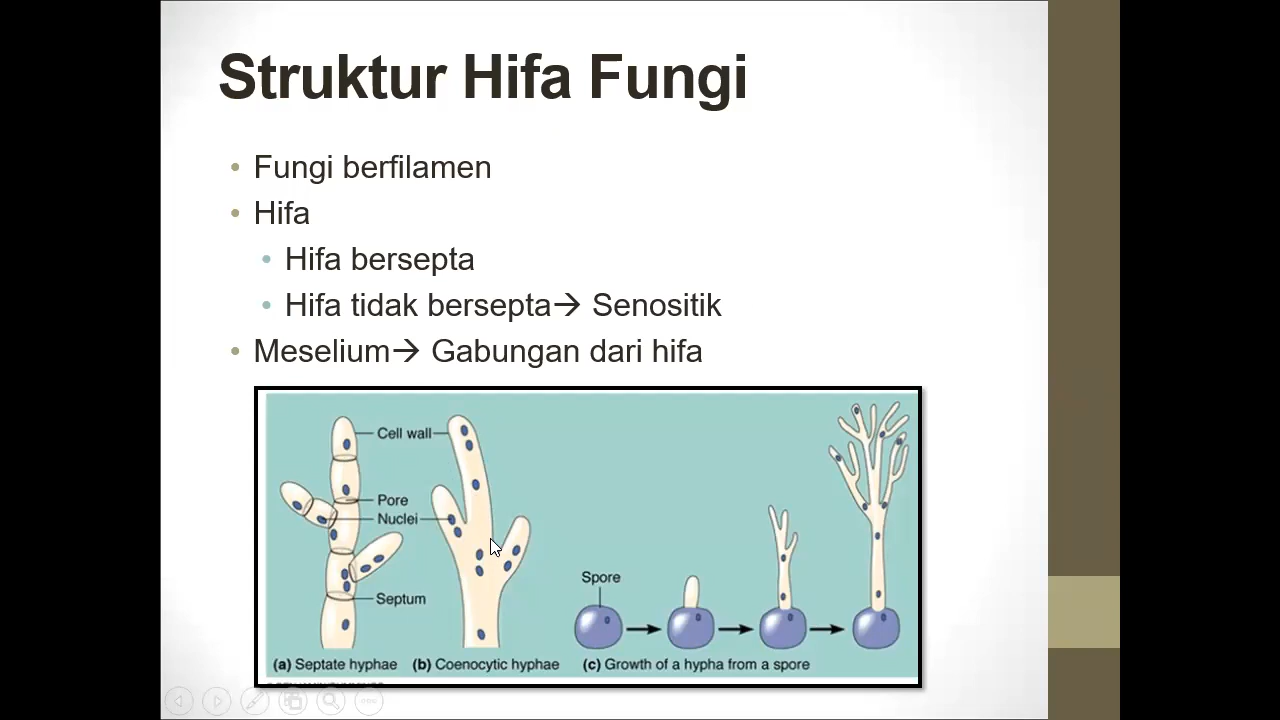 Struktur Hifa Fungi
• Fungi berfilamen
• Hifa
• Hifa bersepta
• Hifa tidak bersepta→ Senositik
• Meselium→ Gabungan dari hifa
Cell wall
Pore
Nuclei
Septum
Spore
(a) Septate hyphae
(b) Coenocytic hyphae
(c) Growth of a hypha from a spore